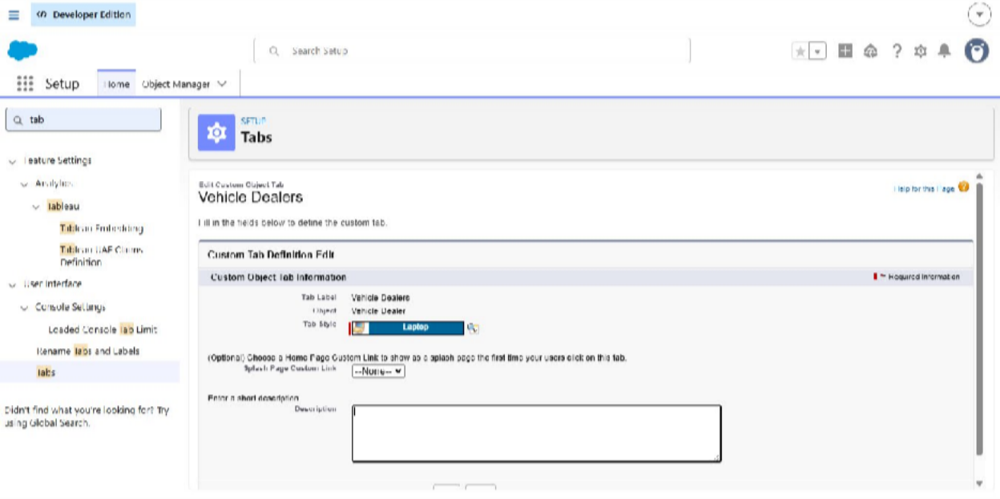 </> Developer Edition
Search Setup
Setup
Home
Object Manager
tab
SETUP
Tabs
Feature Settings
Analytics
Tableau
Tableau Embedding
Tableau UAF Claims
Definition
User Interface
Console Settings
Loaded Console Tab Limit
Rename Tabs and Labels
Tabs
Didn't find what you're looking for? Try
using Global Search.
Edit Custom Object Tab
Vehicle Dealers
Help for this Page
Fill in the fields below to define the custom tab.
Custom Tab Definition Edit
Custom Object Tab Information
= Required Information
Tab Label Vehicle Dealers
Object Vehicle Dealer
Tab Style Laptop
(Optional) Choose a Home Page Custom Link to show as a splash page the first time your users click on this tab.
Splash Page Custom Link --None--
Enter a short description
Description